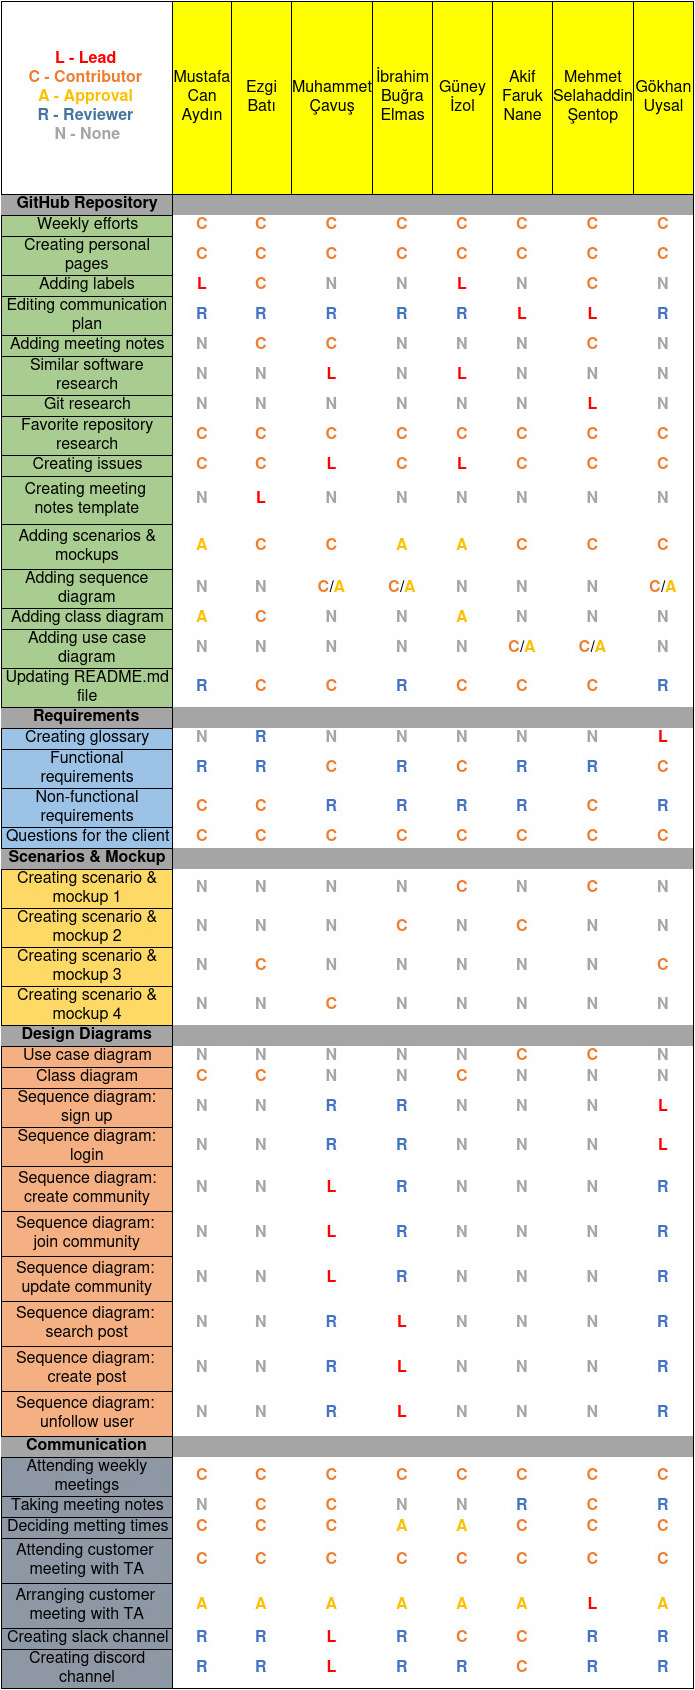 L - Lead
C - Contributor
A - Approval
R - Reviewer
N - None
Mustafa Can Aydın
Ezgi Batı
Muhammet Çavuş
İbrahim Buğra Elmas
Güney İzol
Akif Faruk Nane
Mehmet Selahaddin Şentop
Gökhan Uysal
GitHub Repository
Weekly efforts C C C C C C C C
Creating personal pages C C C C C C C C
Adding labels L C N N L N C N
Editing communication plan R R R R R L L R
Adding meeting notes N C C N N N C N
Similar software research N N L N L N N N
Git research N N N N N N L N
Favorite repository research C C C C C C C C
Creating issues C C L C L C C C
Creating meeting notes template N L N N N N N N
Adding scenarios & mockups A C C A A C C C
Adding sequence diagram N N C/A C/A N N N C/A
Adding class diagram A C N N A N N N
Adding use case diagram N N N N N C/A C/A N
Updating README.md file R C C R C C C R
Requirements
Creating glossary N R N N N N N L
Functional requirements R R C R C R R C
Non-functional requirements C C R R R R C R
Questions for the client C C C C C C C C
Scenarios & Mockup
Creating scenario & mockup 1 N N N N C N C N
Creating scenario & mockup 2 N N N C N C N N
Creating scenario & mockup 3 N C N N N N N C
Creating scenario & mockup 4 N N C N N N N N
Design Diagrams
Use case diagram N N N N N C C N
Class diagram C C N N C N N N
Sequence diagram: sign up N N R R N N N L
Sequence diagram: login N N R R N N N L
Sequence diagram: create community N N L R N N N R
Sequence diagram: join community N N L R N N N R
Sequence diagram: update community N N L R N N N R
Sequence diagram: search post N N R L N N N R
Sequence diagram: create post N N R L N N N R
Sequence diagram: unfollow user N N R L N N N R
Communication
Attending weekly meetings C C C C C C C C
Taking meeting notes N C C N N R C R
Deciding metting times C C C A A C C C
Attending customer meeting with TA C C C C C C C C
Arranging customer meeting with TA A A A A A A L A
Creating slack channel R R L R C C R R
Creating discord channel R R L R R C R R